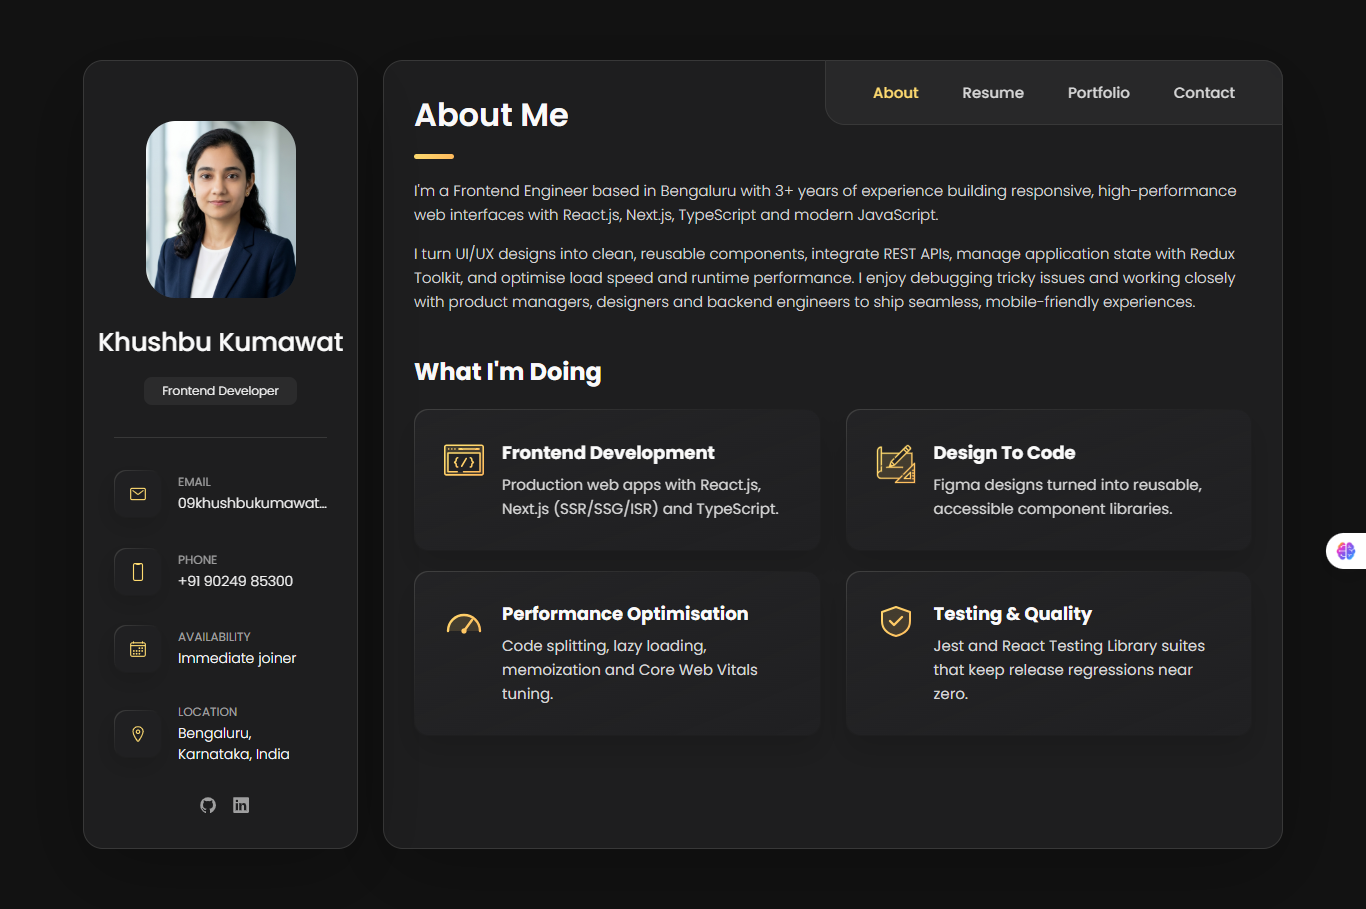 Khushbu Kumawat
Frontend Developer
EMAIL
09khushbukumawat...
PHONE
+91 90249 85300
AVAILABILITY
Immediate joiner
LOCATION
Bengaluru,
Karnataka, India
About Resume Portfolio Contact
About Me
I'm a Frontend Engineer based in Bengaluru with 3+ years of experience building responsive, high-performance
web interfaces with React.js, Next.js, TypeScript and modern JavaScript.
I turn UI/UX designs into clean, reusable components, integrate REST APIs, manage application state with Redux
Toolkit, and optimise load speed and runtime performance. I enjoy debugging tricky issues and working closely
with product managers, designers and backend engineers to ship seamless, mobile-friendly experiences.
What I'm Doing
Frontend Development
Production web apps with React.js,
Next.js (SSR/SSG/ISR) and TypeScript.
Design To Code
Figma designs turned into reusable,
accessible component libraries.
Performance Optimisation
Code splitting, lazy loading,
memoization and Core Web Vitals
tuning.
Testing & Quality
Jest and React Testing Library suites
that keep release regressions near
zero.